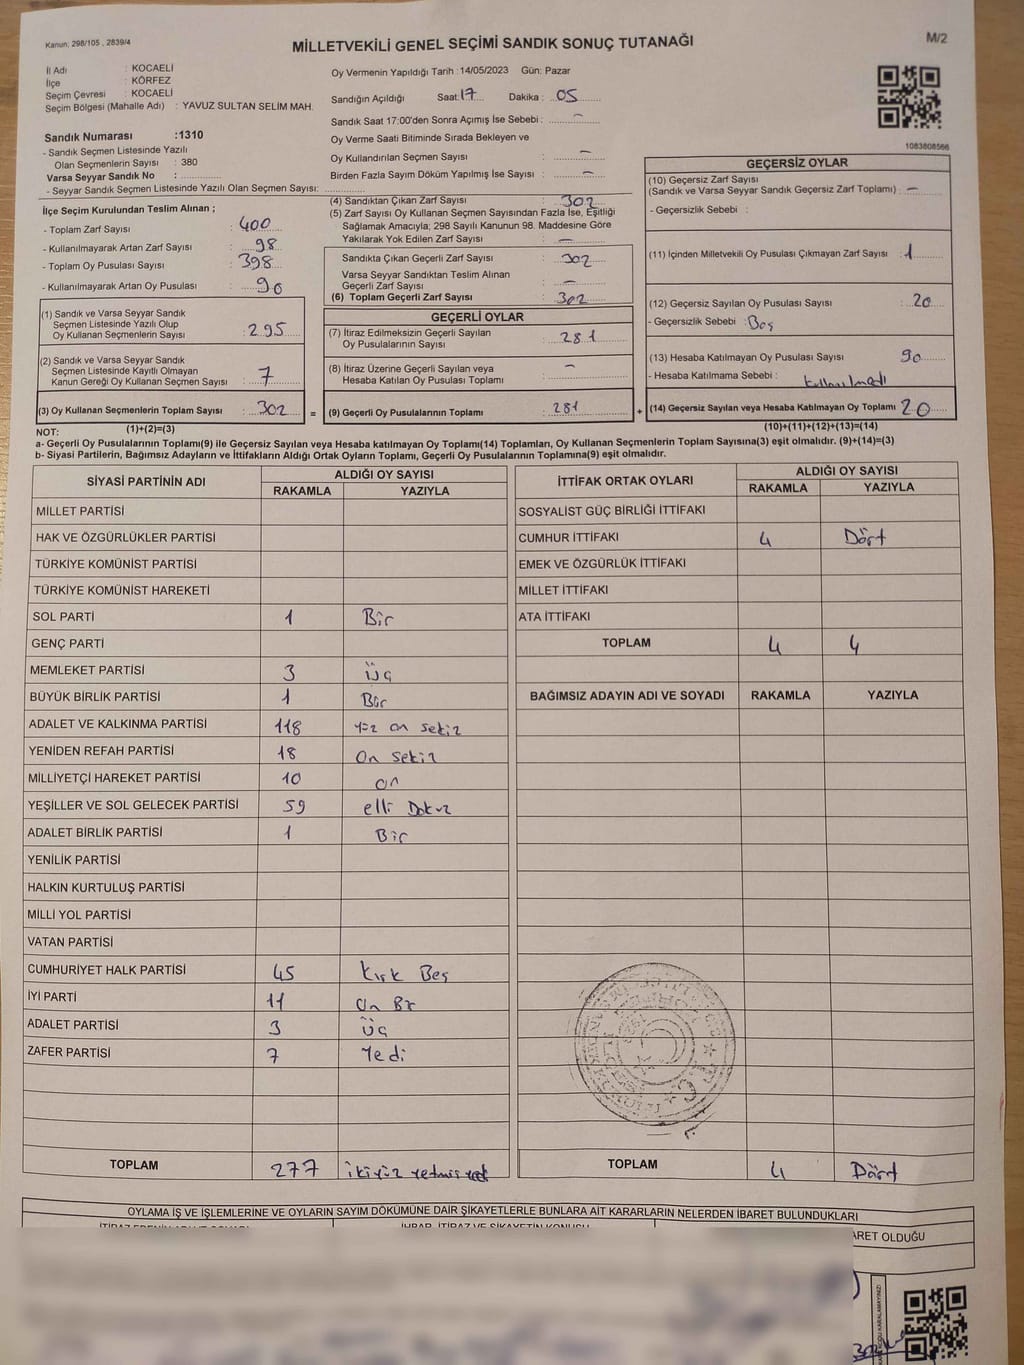 Kanun: 298/105 , 2839/4
MİLLETVEKİLİ GENEL SEÇİMİ SANDIK SONUÇ TUTANAĞI
M/2
İl Adı : KOCAELİ
İlçe : KÖRFEZ
Seçim Çevresi : KOCAELİ
Seçim Bölgesi (Mahalle Adı) : YAVUZ SULTAN SELİM MAH.
Sandık Numarası :1310
- Sandık Seçmen Listesinde Yazılı
Olan Seçmenlerin Sayısı : 380
Varsa Seyyar Sandık No :
- Seyyar Sandık Seçmen Listesinde Yazılı Olan Seçmen Sayısı:
Oy Vermenin Yapıldığı Tarih :14/05/2023 Gün: Pazar
Sandığın Açıldığı Saat: 17 Dakika : 05
Sandık Saat 17:00'den Sonra Açımış İse Sebebi : -
Oy Verme Saati Bitiminde Sırada Bekleyen ve
Oy Kullandırılan Seçmen Sayısı : -
Birden Fazla Sayım Döküm Yapılmış İse Sayısı : -
1083808566
İlçe Seçim Kurulundan Teslim Alınan ;
- Toplam Zarf Sayısı : 400
- Kullanılmayarak Artan Zarf Sayısı : 98
- Toplam Oy Pusulası Sayısı : 398
- Kullanılmayarak Artan Oy Pusulası : 90
(1) Sandık ve Varsa Seyyar Sandık
Seçmen Listesinde Yazılı Olup
Oy Kullanan Seçmenlerin Sayısı : 295
(2) Sandık ve Varsa Seyyar Sandık
Seçmen Listesinde Kayıtlı Olmayan
Kanun Gereği Oy Kullanan Seçmen Sayısı : 7
(3) Oy Kullanan Seçmenlerin Toplam Sayısı : 302 =
(1)+(2)=(3)
(4) Sandıktan Çıkan Zarf Sayısı : 302
(5) Zarf Sayısı Oy Kullanan Seçmen Sayısından Fazla İse, Eşitliği
Sağlamak Amacıyla; 298 Sayılı Kanunun 98. Maddesine Göre
Yakılarak Yok Edilen Zarf Sayısı : -
Sandıkta Çıkan Geçerli Zarf Sayısı : 302
Varsa Seyyar Sandıktan Teslim Alınan
Geçerli Zarf Sayısı : -
(6) Toplam Geçerli Zarf Sayısı : 302
GEÇERLİ OYLAR
(7) İtiraz Edilmeksizin Geçerli Sayılan
Oy Pusulalarının Sayısı : 281
(8) İtiraz Üzerine Geçerli Sayılan veya
Hesaba Katılan Oy Pusulası Toplamı : -
(9) Geçerli Oy Pusulalarının Toplamı : 281 +
GEÇERSİZ OYLAR
(10) Geçersiz Zarf Sayısı
(Sandık ve Varsa Seyyar Sandık Geçersiz Zarf Toplamı) : -
- Geçersizlik Sebebi :
(11) İçinden Milletvekili Oy Pusulası Çıkmayan Zarf Sayısı : 1
(12) Geçersiz Sayılan Oy Pusulası Sayısı : 20
- Geçersizlik Sebebi : Boş
(13) Hesaba Katılmayan Oy Pusulası Sayısı : 90
- Hesaba Katılmama Sebebi : kullanılmadı
(14) Geçersiz Sayılan veya Hesaba Katılmayan Oy Toplamı : 20
(10)+(11)+(12)+(13)=(14)
NOT:
a- Geçerli Oy Pusulalarının Toplamı(9) ile Geçersiz Sayılan veya Hesaba katılmayan Oy Toplamı(14) Toplamları, Oy Kullanan Seçmenlerin Toplam Sayısına(3) eşit olmalıdır. (9)+(14)=(3)
b- Siyasi Partilerin, Bağımsız Adayların ve İttifakların Aldığı Ortak Oyların Toplamı, Geçerli Oy Pusulalarının Toplamına(9) eşit olmalıdır.
SİYASİ PARTİNİN ADI ALDIĞI OY SAYISI
RAKAMLA YAZIYLA
MİLLET PARTİSİ
HAK VE ÖZGÜRLÜKLER PARTİSİ
TÜRKİYE KOMÜNİST PARTİSİ
TÜRKİYE KOMÜNİST HAREKETİ
SOL PARTİ 1 Bir
GENÇ PARTİ
MEMLEKET PARTİSİ 3 üç
BÜYÜK BİRLİK PARTİSİ 1 Bir
ADALET VE KALKINMA PARTİSİ 118 yüz on sekiz
YENİDEN REFAH PARTİSİ 18 On sekiz
MİLLİYETÇİ HAREKET PARTİSİ 10 on
YEŞİLLER VE SOL GELECEK PARTİSİ 59 elli Dokuz
ADALET BİRLİK PARTİSİ 1 Bir
YENİLİK PARTİSİ
HALKIN KURTULUŞ PARTİSİ
MİLLİ YOL PARTİSİ
VATAN PARTİSİ
CUMHURİYET HALK PARTİSİ 45 Kırk Beş
İYİ PARTİ 11 On Bir
ADALET PARTİSİ 3 üç
ZAFER PARTİSİ 7 Yedi
TOPLAM 277 ikiyüz yetmiş yedi
İTTİFAK ORTAK OYLARI ALDIĞI OY SAYISI
RAKAMLA YAZIYLA
SOSYALİST GÜÇ BİRLİĞİ İTTİFAKI
CUMHUR İTTİFAKI 4 Dört
EMEK VE ÖZGÜRLÜK İTTİFAKI
MİLLET İTTİFAKI
ATA İTTİFAKI
TOPLAM 4 4
BAĞIMSIZ ADAYIN ADI VE SOYADI RAKAMLA YAZIYLA
TOPLAM 4 Dört
OYLAMA İŞ VE İŞLEMLERİNE VE OYLARIN SAYIM DÖKÜMÜNE DAİR ŞİKAYETLERLE BUNLARA AİT KARARLARIN NELERDEN İBARET BULUNDUKLARI
İHBAR, İTİRAZ VE ŞİKAYETİN KONUSU
ARET OLDUĞU